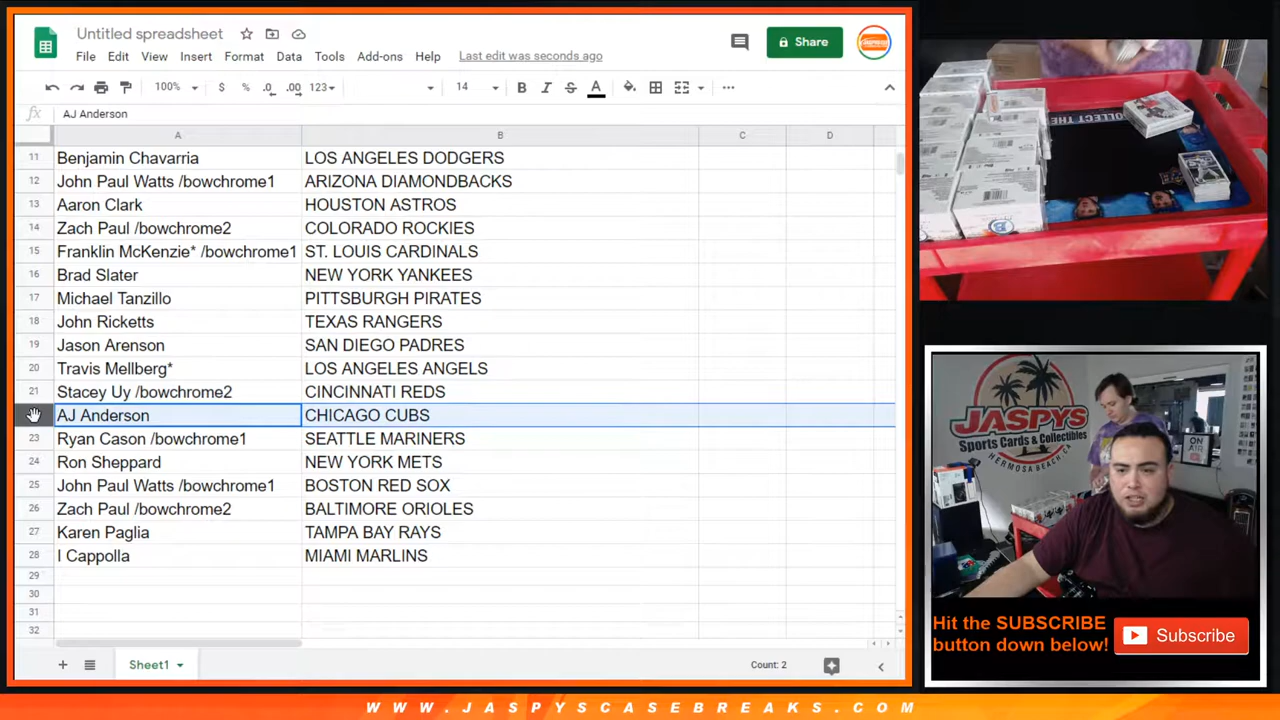 Untitled spreadsheet
File Edit View Insert Format Data Tools Add-ons Help Last edit was seconds ago
Share
100% $ % .0 .00 123 14 B I S A
fx AJ Anderson
A B C D
11 Benjamin Chavarria LOS ANGELES DODGERS
12 John Paul Watts /bowchrome1 ARIZONA DIAMONDBACKS
13 Aaron Clark HOUSTON ASTROS
14 Zach Paul /bowchrome2 COLORADO ROCKIES
15 Franklin McKenzie* /bowchrome1 ST. LOUIS CARDINALS
16 Brad Slater NEW YORK YANKEES
17 Michael Tanzillo PITTSBURGH PIRATES
18 John Ricketts TEXAS RANGERS
19 Jason Arenson SAN DIEGO PADRES
20 Travis Mellberg* LOS ANGELES ANGELS
21 Stacey Uy /bowchrome2 CINCINNATI REDS
AJ Anderson CHICAGO CUBS
23 Ryan Cason /bowchrome1 SEATTLE MARINERS
24 Ron Sheppard NEW YORK METS
25 John Paul Watts /bowchrome1 BOSTON RED SOX
26 Zach Paul /bowchrome2 BALTIMORE ORIOLES
27 Karen Paglia TAMPA BAY RAYS
28 I Cappolla MIAMI MARLINS
29
30
31
32
Sheet1 Count: 2
COLLECT THE
JASPYS
Sports Cards & Collectibles
HERMOSA BEACH, CA
ON AIR
Hit the SUBSCRIBE
button down below!
Subscribe
WWW.JASPYSCASEBREAKS.COM